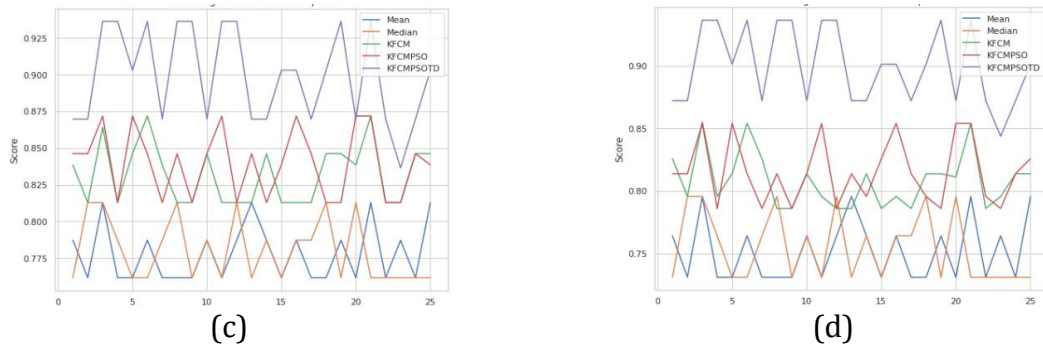 Mean
Median
KFCM
KFCMPSO
KFCMPSOTD
0.925
0.900
0.875
0.850
0.825
0.800
0.775
Score
0 5 10 15 20 25
(c)
Mean
Median
KFCM
KFCMPSO
KFCMPSOTD
0.90
0.85
0.80
0.75
Score
0 5 10 15 20 25
(d)